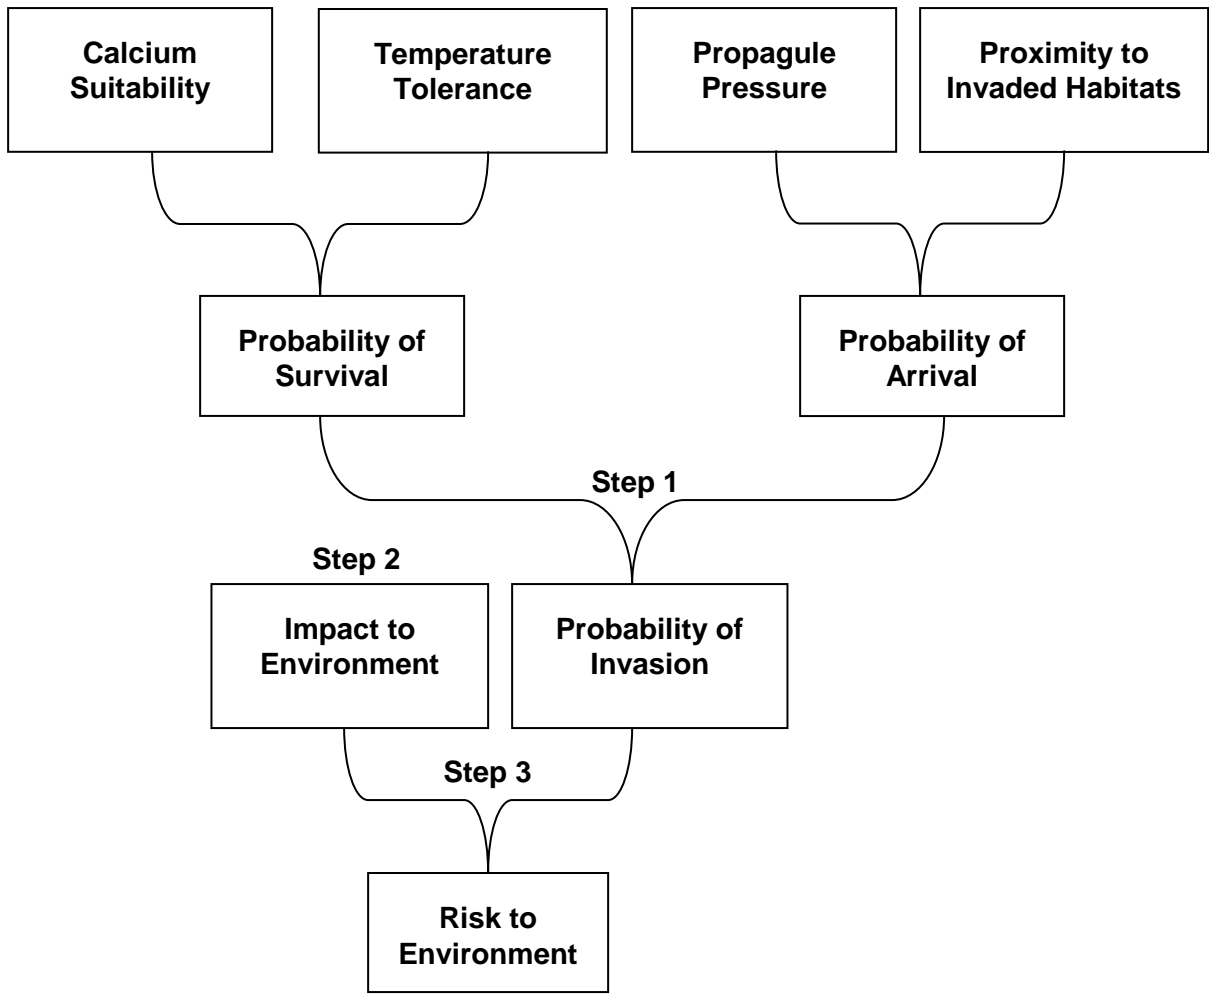 Calcium
Suitability
Temperature
Tolerance
Propagule
Pressure
Proximity to
Invaded Habitats
Probability of
Survival
Probability of
Arrival
Step 1
Step 2
Impact to
Environment
Probability of
Invasion
Step 3
Risk to
Environment